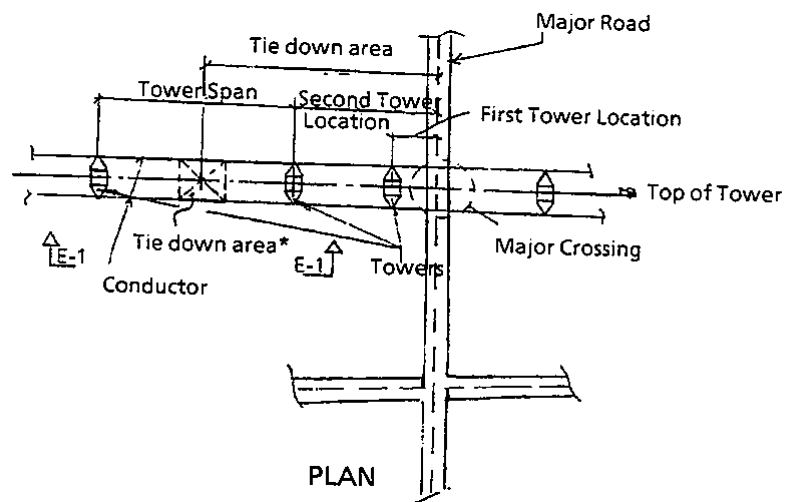 Major Road
Tie down area
Tower Span
Second Tower
Location
First Tower Location
Top of Tower
Tie down area*
E-1
E-1
Towers
Major Crossing
Conductor
PLAN